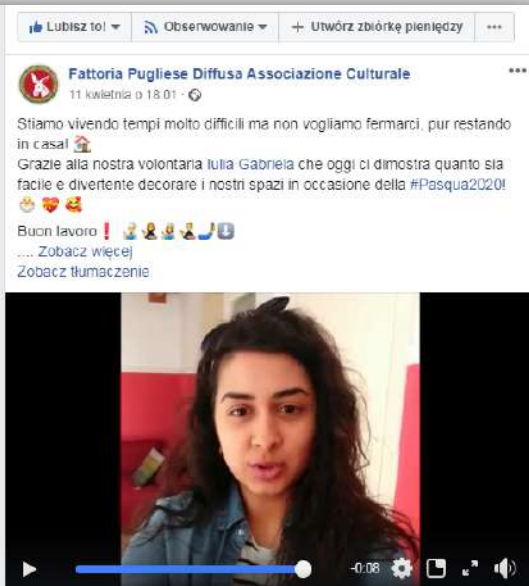 Lubisz to! Obserwowanie + Utwórz zbiórkę pieniędzy ...
Fattoria Pugliese Diffusa Associazione Culturale ...
11 kwietnia o 18:01 ·
Stiamo vivendo tempi molto difficili ma non vogliamo fermarci, pur restando
in casa! 🏠
Grazie alla nostra volontaria Iulia Gabriela che oggi ci dimostra quanto sia
facile e divertente decorare i nostri spazi in occasione della #Pasqua2020!
Buon lavoro❗
.... Zobacz więcej
Zobacz tłumaczenie
-0:08